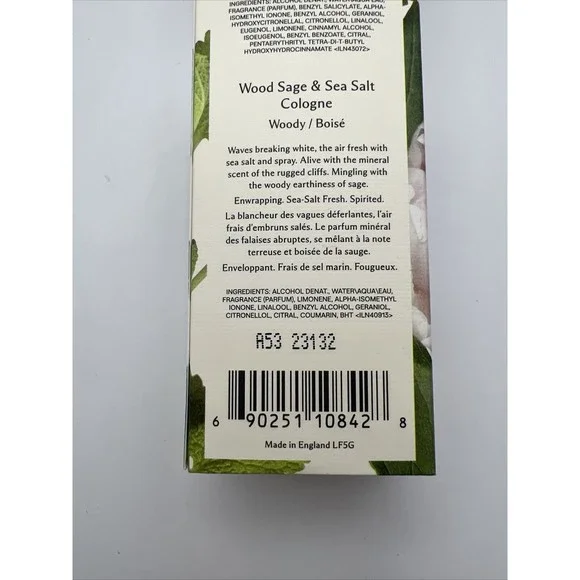 INGREDIENTS: ALCOHOL DENAT., WATER\AQUA\EAU,
FRAGRANCE (PARFUM), BENZYL SALICYLATE, ALPHA-
ISOMETHYL IONONE, BENZYL ALCOHOL, GERANIOL,
HYDROXYCITRONELLAL, CITRONELLOL, LINALOOL,
EUGENOL, LIMONENE, CINNAMYL ALCOHOL,
ISOEUGENOL, BENZYL BENZOATE, CITRAL,
PENTAERYTHRITYL TETRA-DI-T-BUTYL
HYDROXYHYDROCINNAMATE <ILN43072>
Wood Sage & Sea Salt
Cologne
Woody / Boisé
Waves breaking white, the air fresh with
sea salt and spray. Alive with the mineral
scent of the rugged cliffs. Mingling with
the woody earthiness of sage.
Enwrapping. Sea-Salt Fresh. Spirited.
La blancheur des vagues déferlantes, l'air
frais d'embruns salés. Le parfum minéral
des falaises abruptes, se mêlant à la note
terreuse et boisée de la sauge.
Enveloppant. Frais de sel marin. Fougueux.
INGREDIENTS: ALCOHOL DENAT., WATER\AQUA\EAU,
FRAGRANCE (PARFUM), LIMONENE, ALPHA-ISOMETHYL
IONONE, LINALOOL, BENZYL ALCOHOL, GERANIOL,
CITRONELLOL, CITRAL, COUMARIN, BHT <ILN40913>
A53 23132
6 90251 10842 8
Made in England LF5G